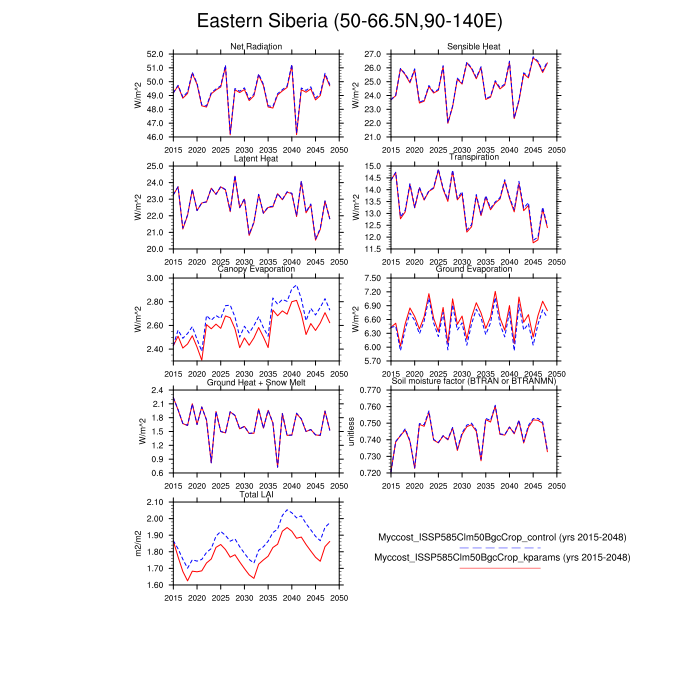 Eastern Siberia (50-66.5N,90-140E)
Net Radiation
W/m^2
52.0
51.0
50.0
49.0
48.0
47.0
46.0
2015 2020 2025 2030 2035 2040 2045 2050
Sensible Heat
W/m^2
27.0
26.0
25.0
24.0
23.0
22.0
21.0
2015 2020 2025 2030 2035 2040 2045 2050
Latent Heat
W/m^2
25.0
24.0
23.0
22.0
21.0
20.0
2015 2020 2025 2030 2035 2040 2045 2050
Transpiration
W/m^2
15.0
14.5
14.0
13.5
13.0
12.5
12.0
11.5
2015 2020 2025 2030 2035 2040 2045 2050
Canopy Evaporation
W/m^2
3.00
2.80
2.60
2.40
2015 2020 2025 2030 2035 2040 2045 2050
Ground Evaporation
W/m^2
7.50
7.20
6.90
6.60
6.30
6.00
5.70
2015 2020 2025 2030 2035 2040 2045 2050
Ground Heat + Snow Melt
W/m^2
2.4
2.1
1.8
1.5
1.2
0.9
0.6
2015 2020 2025 2030 2035 2040 2045 2050
Soil moisture factor (BTRAN or BTRANMN)
unitless
0.770
0.760
0.750
0.740
0.730
0.720
2015 2020 2025 2030 2035 2040 2045 2050
Total LAI
m2/m2
2.10
2.00
1.90
1.80
1.70
1.60
2015 2020 2025 2030 2035 2040 2045 2050
Myccost_ISSP585Clm50BgcCrop_control (yrs 2015-2048)
Myccost_ISSP585Clm50BgcCrop_kparams (yrs 2015-2048)